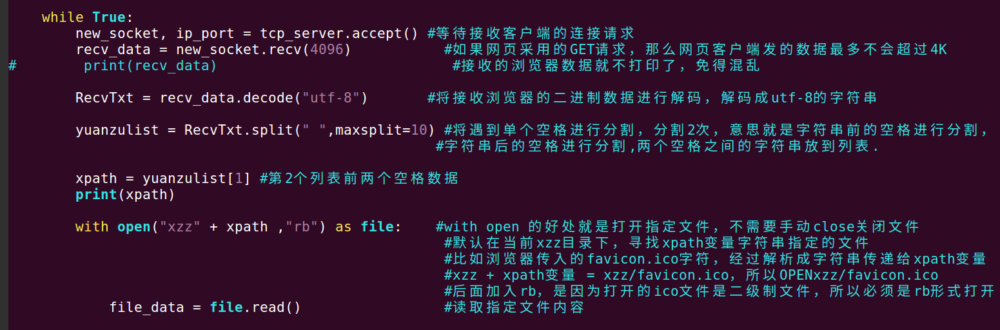 while True:
new_socket, ip_port = tcp_server.accept() #等待接收客户端的连接请求
recv_data = new_socket.recv(4096) #如果网页采用的GET请求，那么网页客户端发的数据最多不会超过4K
# print(recv_data) #接收的浏览器数据就不打印了，免得混乱
RecvTxt = recv_data.decode("utf-8") #将接收浏览器的二进制数据进行解码，解码成utf-8的字符串
yuanzulist = RecvTxt.split(" ",maxsplit=10) #将遇到单个空格进行分割，分割2次，意思就是字符串前的空格进行分割，
#字符串后的空格进行分割,两个空格之间的字符串放到列表.
xpath = yuanzulist[1] #第2个列表前两个空格数据
print(xpath)
with open("xzz" + xpath ,"rb") as file: #with open 的好处就是打开指定文件，不需要手动close关闭文件
#默认在当前xzz目录下，寻找xpath变量字符串指定的文件
#比如浏览器传入的favicon.ico字符，经过解析成字符串传递给xpath变量
#xzz + xpath变量 = xzz/favicon.ico，所以OPENxzz/favicon.ico
#后面加入rb，是因为打开的ico文件是二级制文件，所以必须是rb形式打开
file_data = file.read() #读取指定文件内容